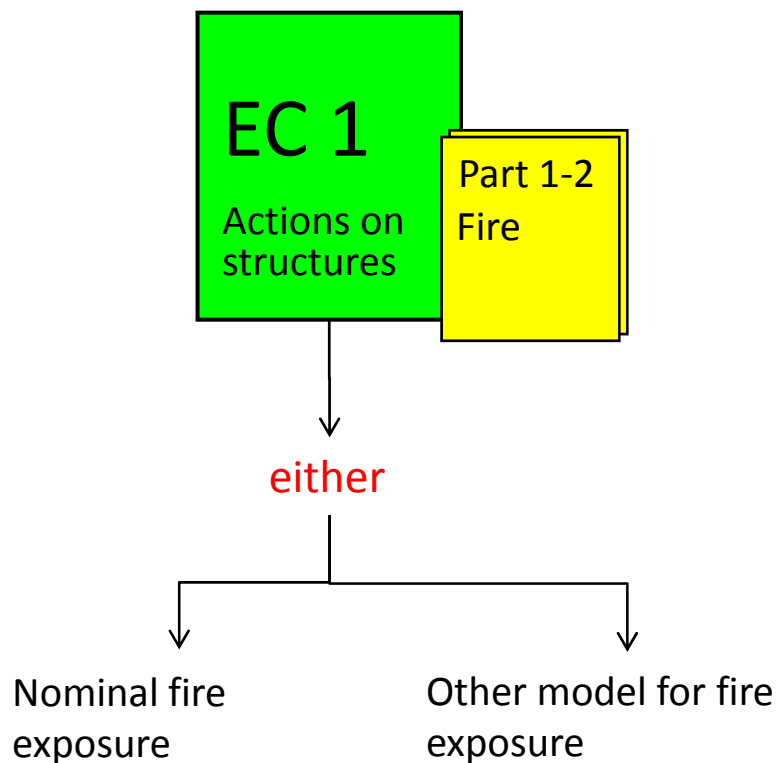 EC 1
Actions on
structures
Part 1-2
Fire
either
Nominal fire
exposure
Other model for fire
exposure